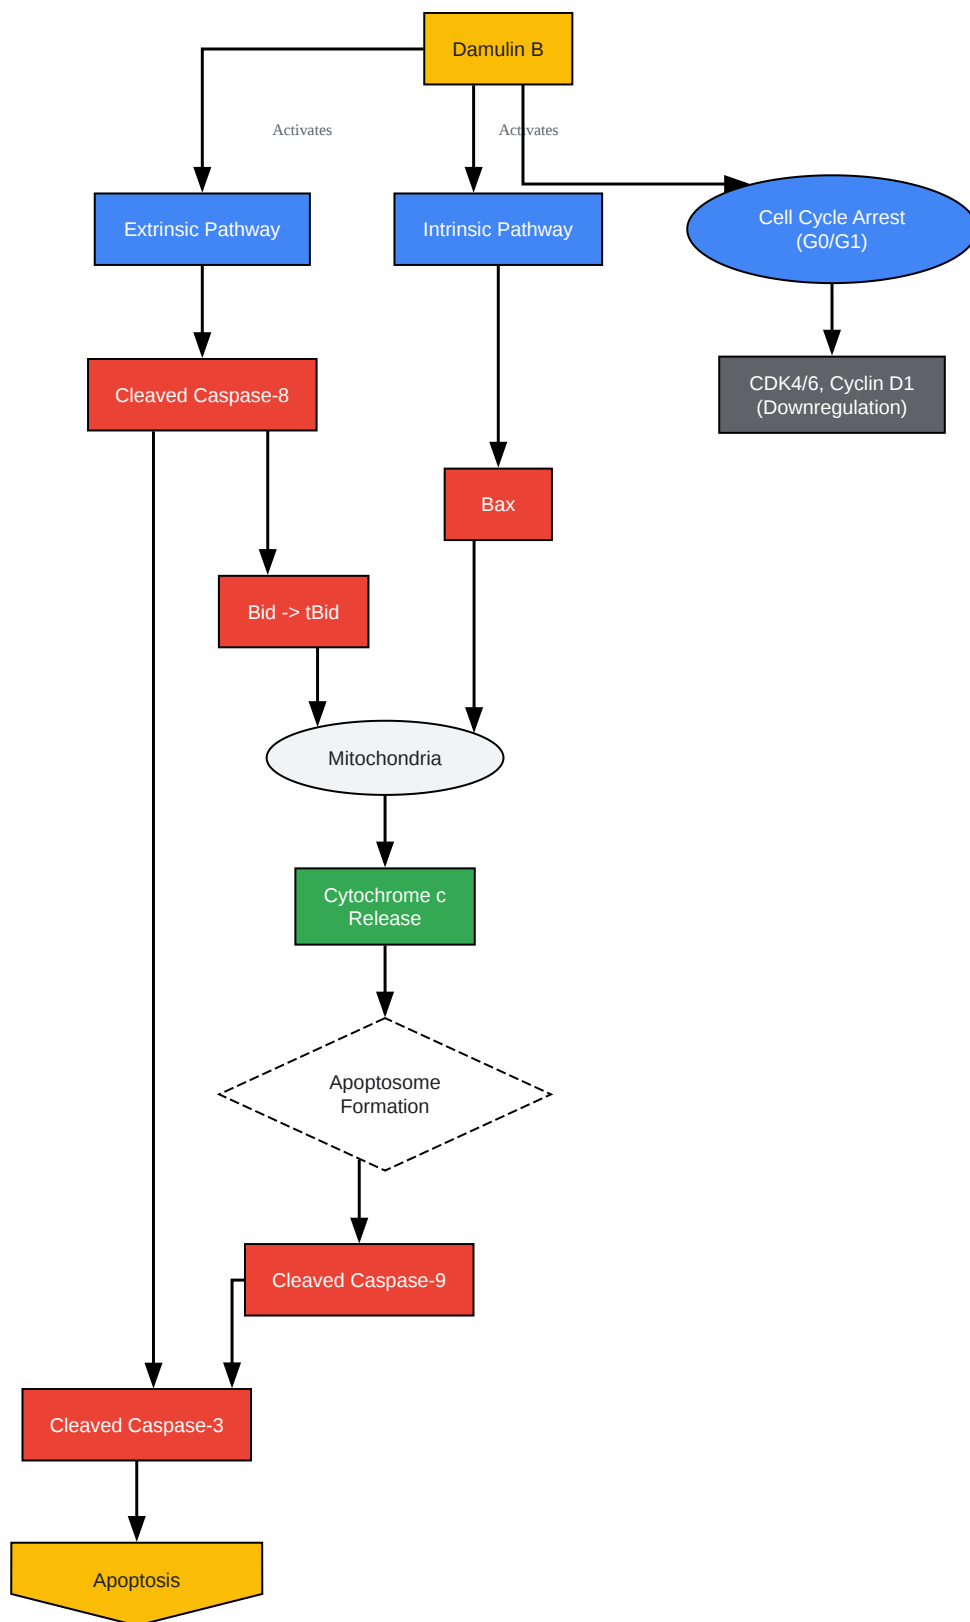 Damulin B
Activates
Activates
Extrinsic Pathway
Intrinsic Pathway
Cell Cycle Arrest
(G0/G1)
Cleaved Caspase-8
CDK4/6, Cyclin D1
(Downregulation)
Bax
Bid -> tBid
Mitochondria
Cytochrome c
Release
Apoptosome
Formation
Cleaved Caspase-9
Cleaved Caspase-3
Apoptosis